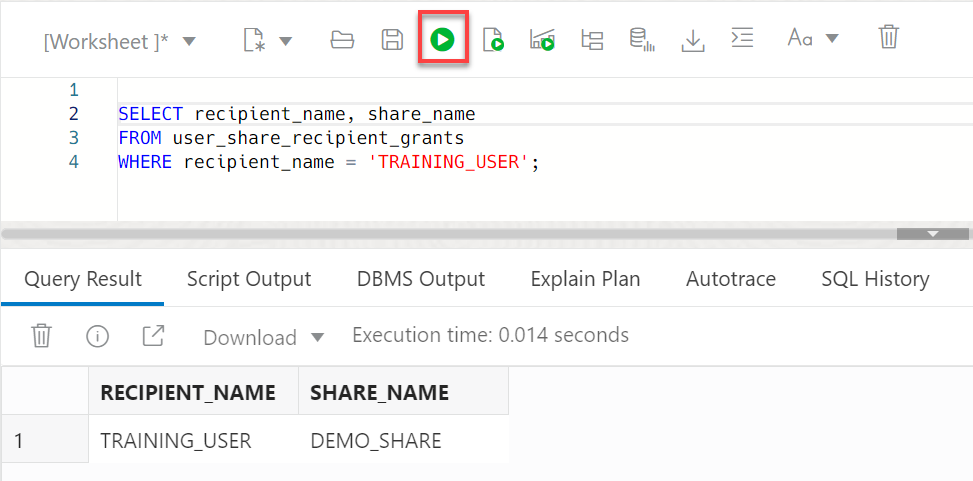 [Worksheet ]* Aa
1
2 SELECT recipient_name, share_name
3 FROM user_share_recipient_grants
4 WHERE recipient_name = 'TRAINING_USER';
Query Result Script Output DBMS Output Explain Plan Autotrace SQL History
Download Execution time: 0.014 seconds
RECIPIENT_NAME SHARE_NAME
1 TRAINING_USER DEMO_SHARE